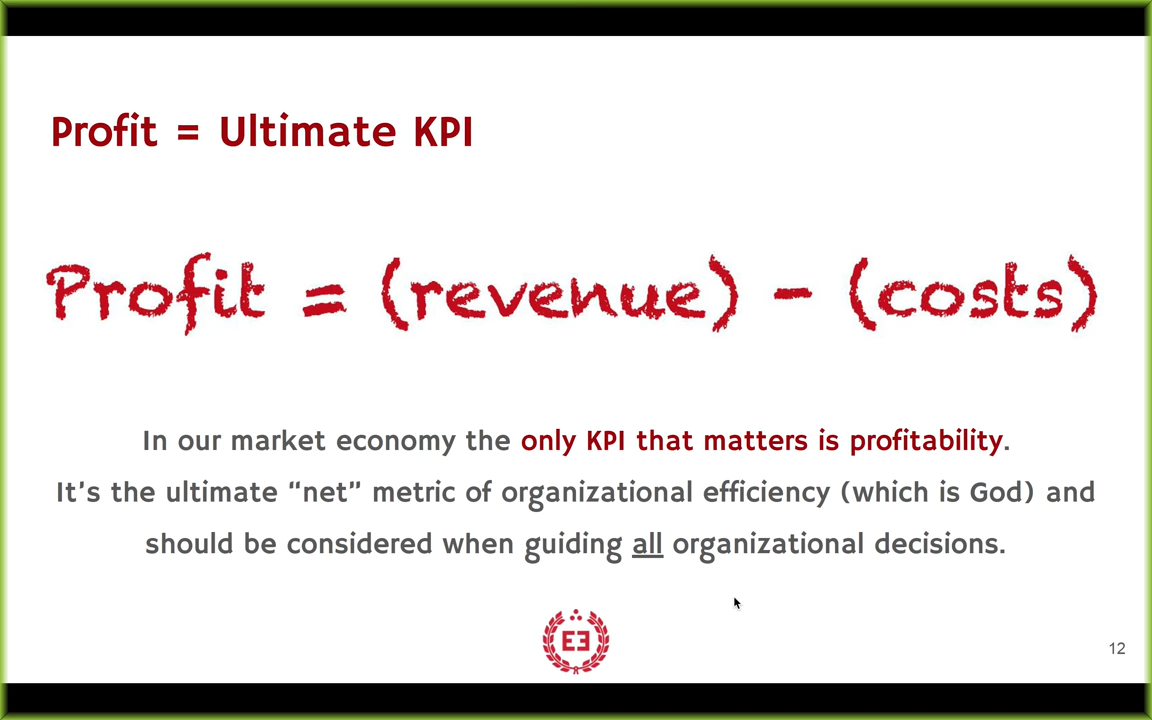 Profit = Ultimate KPI
Profit = (revenue) - (costs)
In our market economy the only KPI that matters is profitability.
It's the ultimate “net” metric of organizational efficiency (which is God) and
should be considered when guiding all organizational decisions.
EƎ
12